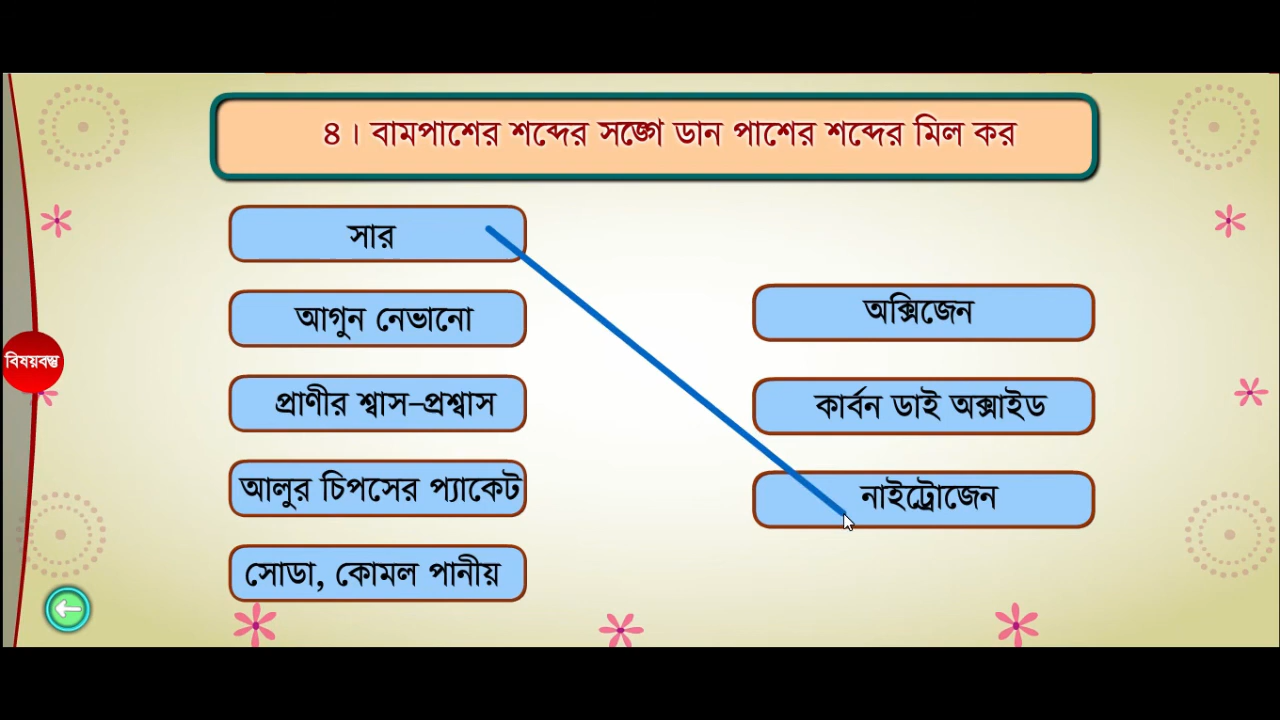 ৪। বামপাশের শব্দের সঙ্গে ডান পাশের শব্দের মিল কর
সার
আগুন নেভানো
অক্সিজেন
বিষয়বস্তু
প্রাণীর শ্বাস-প্রশ্বাস
কার্বন ডাই অক্সাইড
আলুর চিপসের প্যাকেট
নাইট্রোজেন
সোডা, কোমল পানীয়